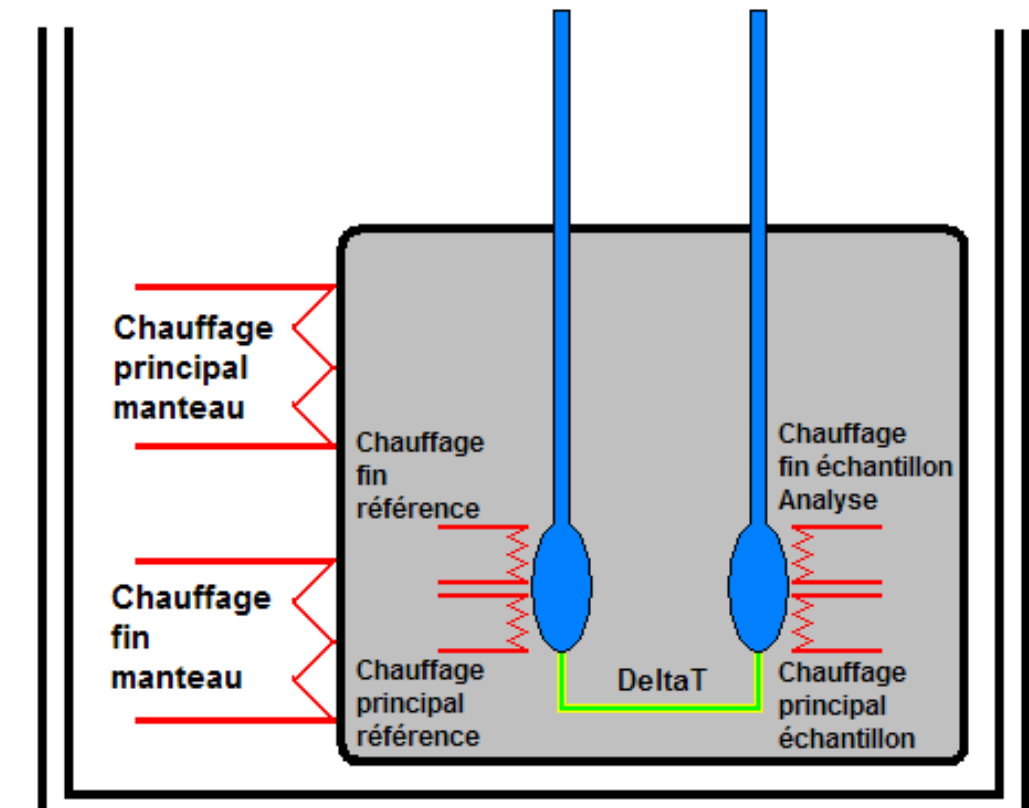 Chauffage
principal
manteau
Chauffage
fin
référence
Chauffage
fin échantillon
Analyse
Chauffage
fin
manteau
Chauffage
principal
référence
DeltaT
Chauffage
principal
échantillon